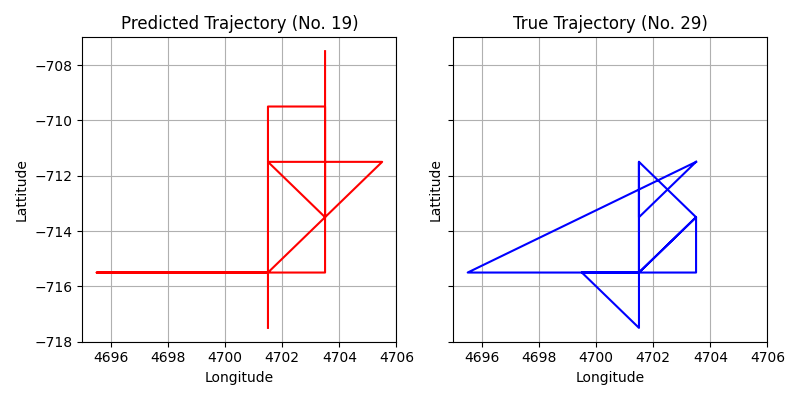 Predicted Trajectory (No. 19)
True Trajectory (No. 29)
−708
−710
−712
−714
−716
−718
Lattitude
Lattitude
4696 4698 4700 4702 4704 4706
4696 4698 4700 4702 4704 4706
Longitude
Longitude